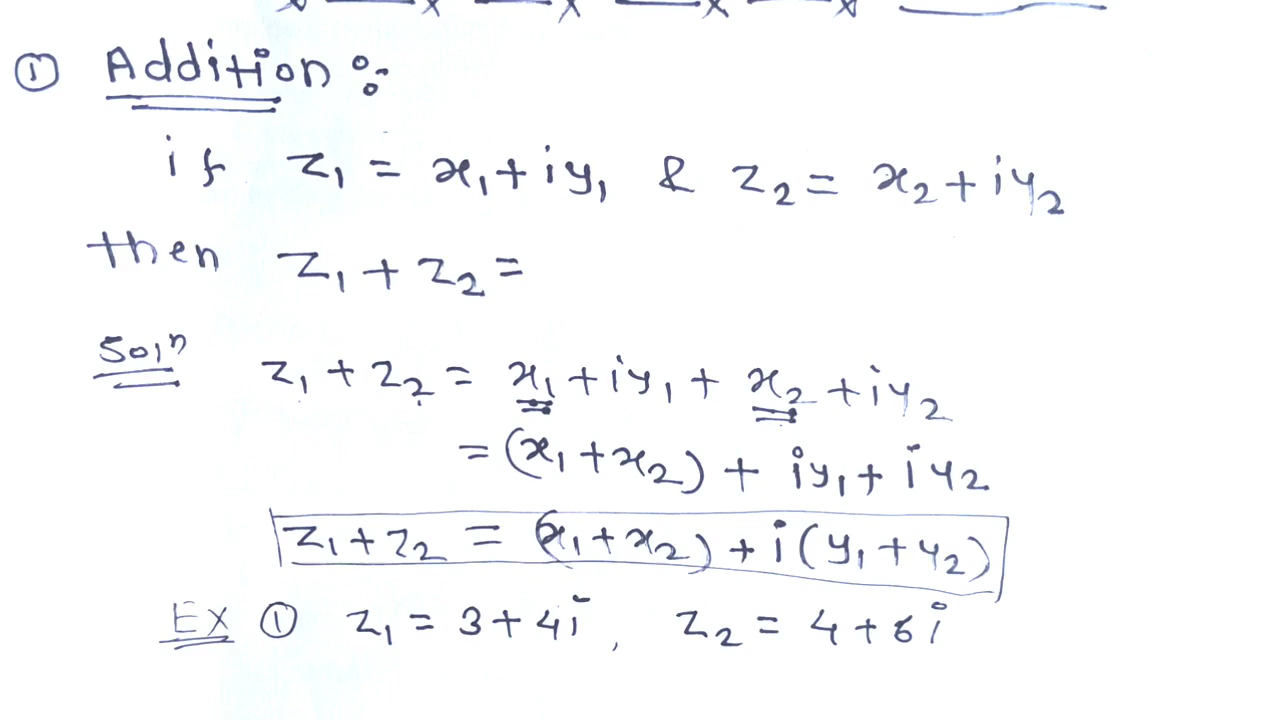 ① Addition :-
if z₁ = x₁ + iy₁ & z₂ = x₂ + iy₂
then z₁ + z₂ =
Solⁿ z₁ + z₂ = x₁ + iy₁ + x₂ + iy₂
= (x₁ + x₂) + iy₁ + iy₂
z₁ + z₂ = (x₁ + x₂) + i(y₁ + y₂)
EX ① z₁ = 3 + 4i , z₂ = 4 + 6i